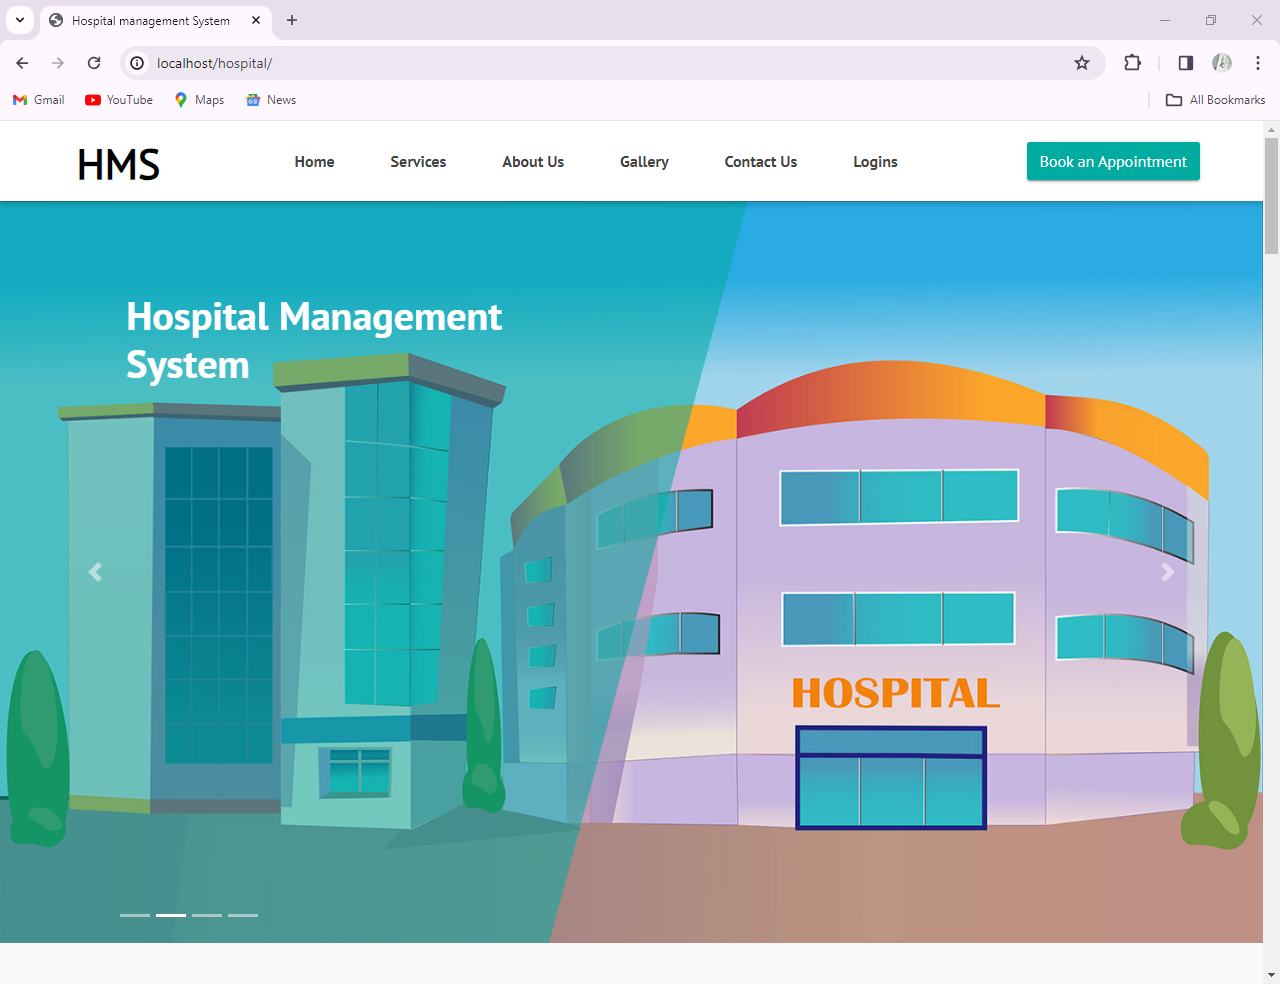 Hospital management System
localhost/hospital/
Gmail YouTube Maps News All Bookmarks
HMS Home Services About Us Gallery Contact Us Logins Book an Appointment
Hospital Management
System
HOSPITAL